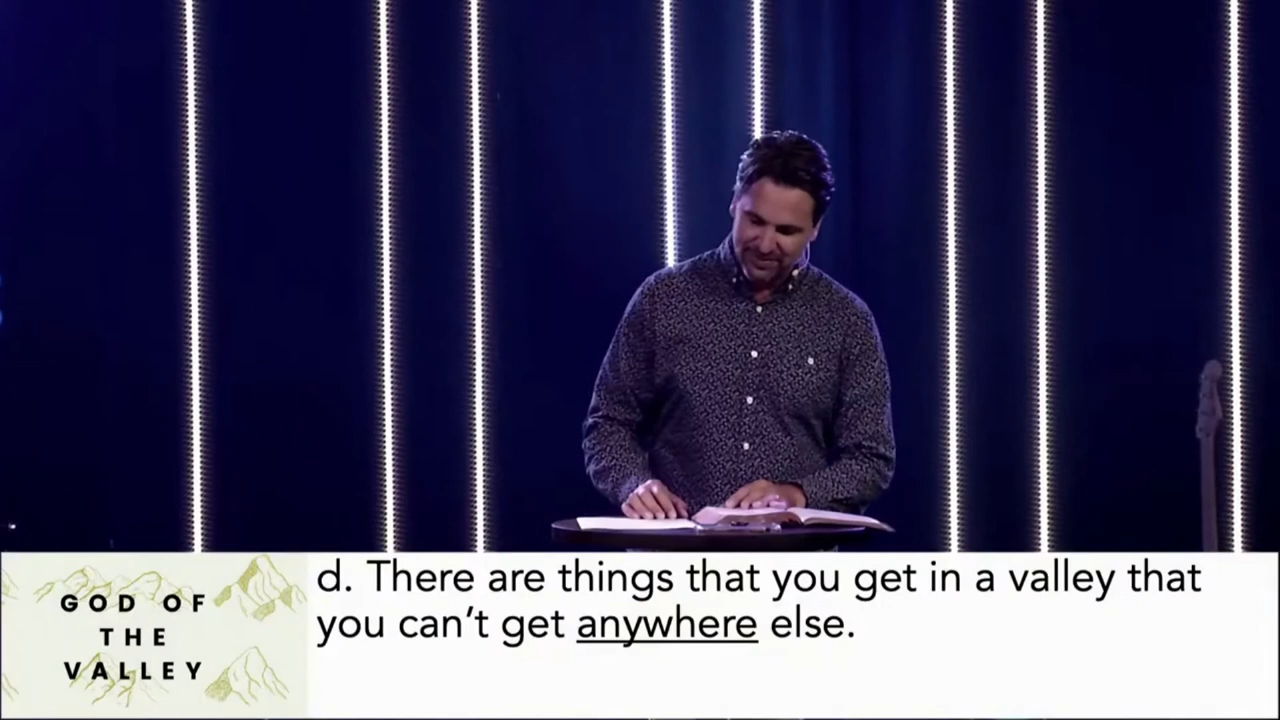 GOD OF
THE
VALLEY
d. There are things that you get in a valley that
you can't get anywhere else.